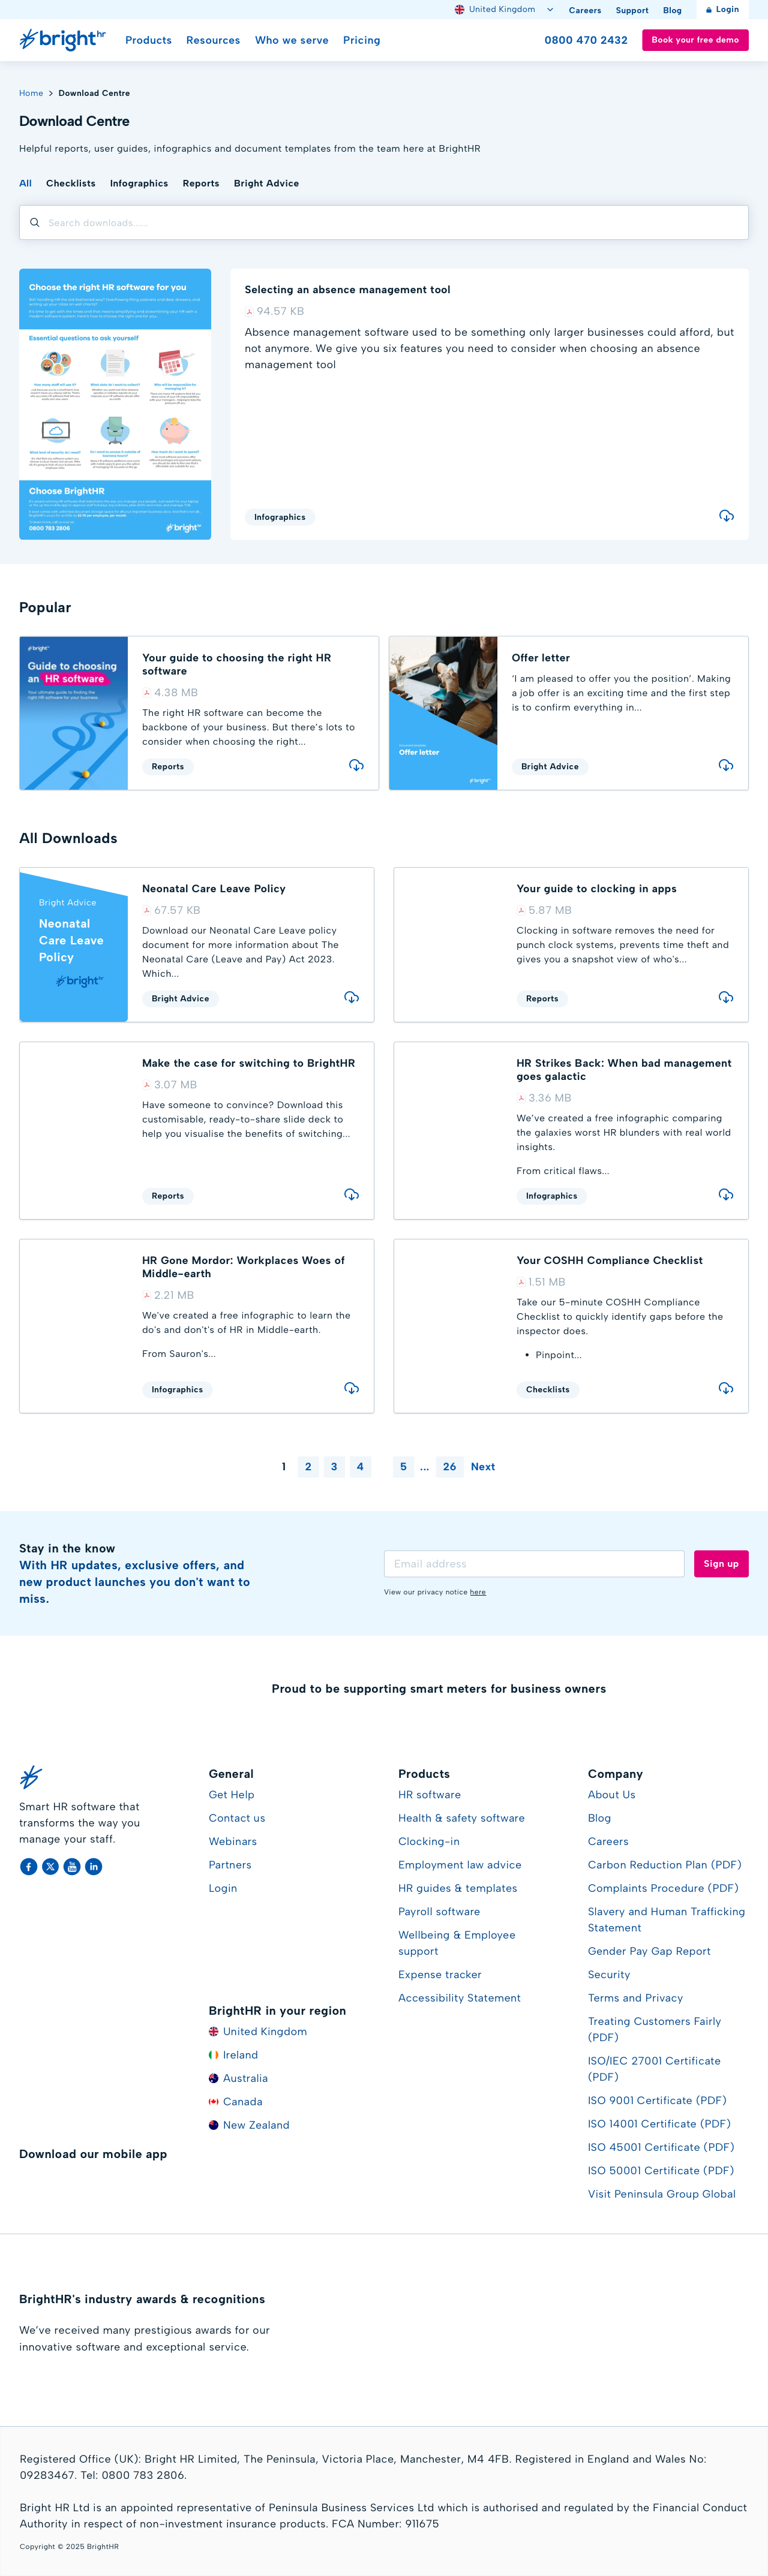 United Kingdom
Careers
Support
Blog
Login
brighthr
Products
Resources
Who we serve
Pricing
0800 470 2432
Book your free demo
Home > Download Centre
Download Centre
Helpful reports, user guides, infographics and document templates from the team here at BrightHR
All
Checklists
Infographics
Reports
Bright Advice
Search downloads......
Choose the right HR software for you
Essential questions to ask yourself
Choose BrightHR
0800 783 2806
bright
Selecting an absence management tool
94.57 KB
Absence management software used to be something only larger businesses could afford, but
not anymore. We give you six features you need to consider when choosing an absence
management tool
Infographics
Popular
bright
Guide to choosing
an HR software
Your ultimate guide to finding the
right HR software for your business.
Your guide to choosing the right HR
software
4.38 MB
The right HR software can become the
backbone of your business. But there's lots to
consider when choosing the right...
Reports
Offer letter
bright
Offer letter
'I am pleased to offer you the position'. Making
a job offer is an exciting time and the first step
is to confirm everything in...
Bright Advice
All Downloads
Bright Advice
Neonatal
Care Leave
Policy
brighthr
Neonatal Care Leave Policy
67.57 KB
Download our Neonatal Care Leave policy
document for more information about The
Neonatal Care (Leave and Pay) Act 2023.
Which...
Bright Advice
Your guide to clocking in apps
5.87 MB
Clocking in software removes the need for
punch clock systems, prevents time theft and
gives you a snapshot view of who's...
Reports
Make the case for switching to BrightHR
3.07 MB
Have someone to convince? Download this
customisable, ready-to-share slide deck to
help you visualise the benefits of switching...
Reports
HR Strikes Back: When bad management
goes galactic
3.36 MB
We've created a free infographic comparing
the galaxies worst HR blunders with real world
insights.
From critical flaws...
Infographics
HR Gone Mordor: Workplaces Woes of
Middle-earth
2.21 MB
We've created a free infographic to learn the
do's and don't's of HR in Middle-earth.
From Sauron's...
Infographics
Your COSHH Compliance Checklist
1.51 MB
Take our 5-minute COSHH Compliance
Checklist to quickly identify gaps before the
inspector does.
• Pinpoint...
Checklists
1 2 3 4 5 ... 26 Next
Stay in the know
With HR updates, exclusive offers, and
new product launches you don't want to
miss.
Email address
Sign up
View our privacy notice here
Proud to be supporting smart meters for business owners
Smart HR software that
transforms the way you
manage your staff.
General
Get Help
Contact us
Webinars
Partners
Login
BrightHR in your region
United Kingdom
Ireland
Australia
Canada
New Zealand
Products
HR software
Health & safety software
Clocking-in
Employment law advice
HR guides & templates
Payroll software
Wellbeing & Employee
support
Expense tracker
Accessibility Statement
Company
About Us
Blog
Careers
Carbon Reduction Plan (PDF)
Complaints Procedure (PDF)
Slavery and Human Trafficking
Statement
Gender Pay Gap Report
Security
Terms and Privacy
Treating Customers Fairly
(PDF)
ISO/IEC 27001 Certificate
(PDF)
ISO 9001 Certificate (PDF)
ISO 14001 Certificate (PDF)
ISO 45001 Certificate (PDF)
ISO 50001 Certificate (PDF)
Visit Peninsula Group Global
Download our mobile app
BrightHR's industry awards & recognitions
We've received many prestigious awards for our
innovative software and exceptional service.
Registered Office (UK): Bright HR Limited, The Peninsula, Victoria Place, Manchester, M4 4FB. Registered in England and Wales No:
09283467. Tel: 0800 783 2806.
Bright HR Ltd is an appointed representative of Peninsula Business Services Ltd which is authorised and regulated by the Financial Conduct
Authority in respect of non-investment insurance products. FCA Number: 911675
Copyright © 2025 BrightHR